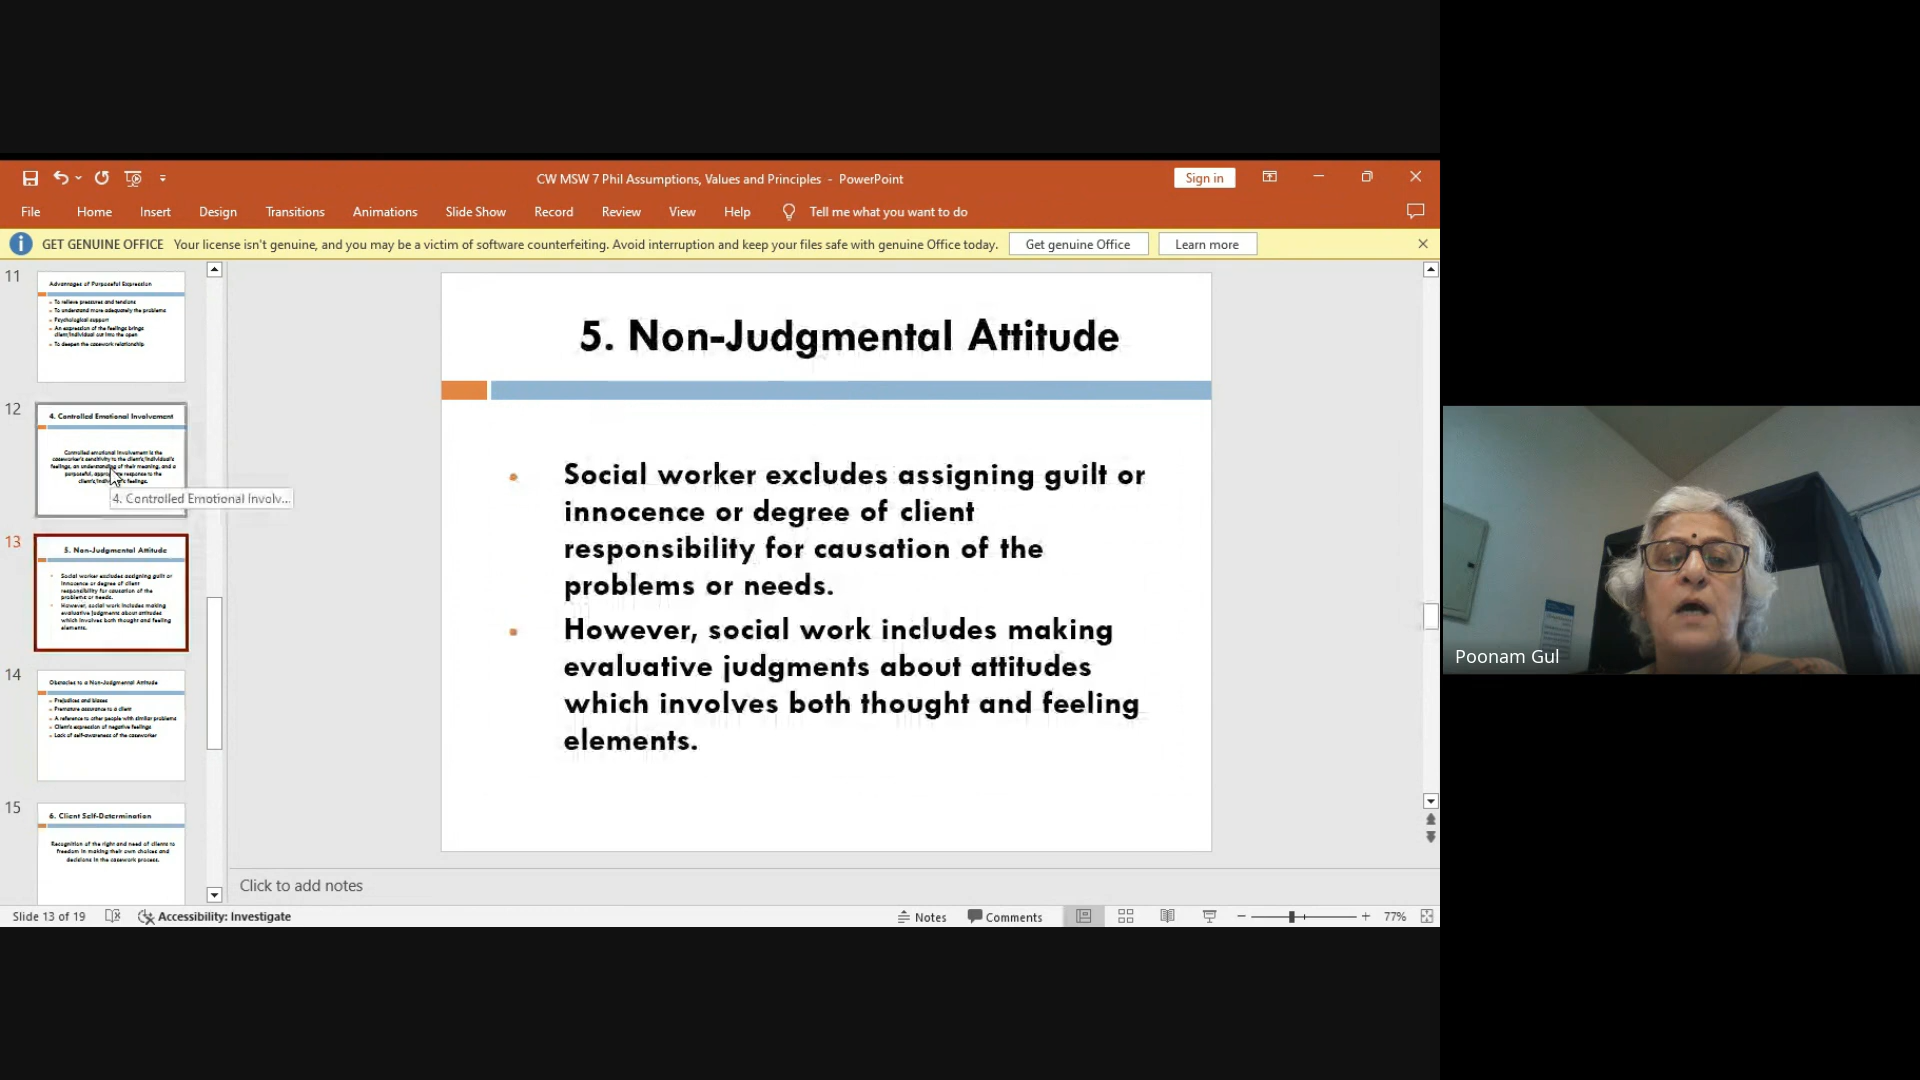 CW MSW 7 Phil Assumptions, Values and Principles - PowerPoint
Sign in
File Home Insert Design Transitions Animations Slide Show Record Review View Help Tell me what you want to do
GET GENUINE OFFICE Your license isn't genuine, and you may be a victim of software counterfeiting. Avoid interruption and keep your files safe with genuine Office today. Get genuine Office Learn more
11
Advantages of Purposeful Expression
To relieve pressures and tensions
To understand more adequately the problems
Psychological support
An expression of the feelings brings
client/individual out into the open
To deepen the casework relationship
12
4. Controlled Emotional Involvement
Controlled emotional involvement is the
caseworker's sensitivity to the client's/individual's
feelings, an understanding of their meaning, and a
purposeful, response to the
feelings.
4. Controlled Emotional Involv...
13
5. Non-Judgmental Attitude
Social worker excludes assigning guilt or
innocence or degree of client
responsibility for causation of the
problems or needs.
However, social work includes making
evaluative judgments about attitudes
which involves both thought and feeling
elements.
14
Obstacles to a Non-Judgmental Attitude
Prejudices and biases
Premature assurance to a client
A reference to other people with similar problems
Client's expression of negative feelings
Lack of self-awareness of the caseworker
15
6. Client Self-Determination
Recognition of the right and need of clients to
freedom in making their own choices and
decisions in the casework process.
5. Non-Judgmental Attitude
Social worker excludes assigning guilt or
innocence or degree of client
responsibility for causation of the
problems or needs.
However, social work includes making
evaluative judgments about attitudes
which involves both thought and feeling
elements.
Click to add notes
Slide 13 of 19 Accessibility: Investigate Notes Comments 77%
Poonam Gul